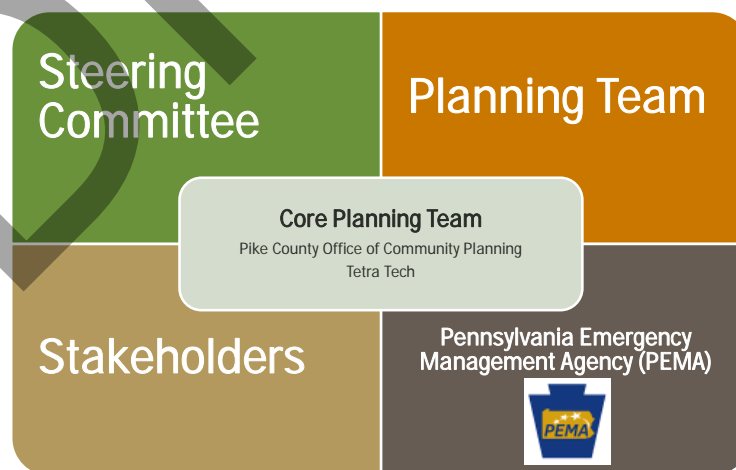 Steering
Committee
Planning Team
Core Planning Team
Pike County Office of Community Planning
Tetra Tech
Stakeholders
Pennsylvania Emergency
Management Agency (PEMA)
PEMA